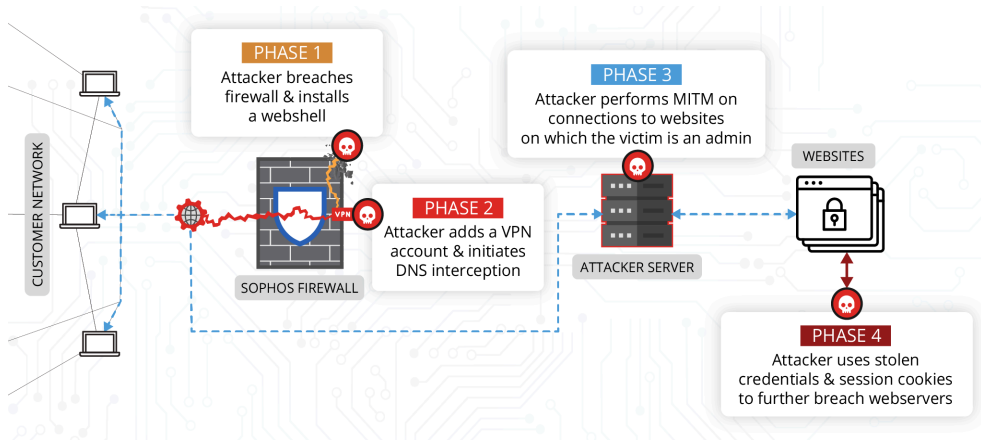 PHASE 1
Attacker breaches
firewall & installs
a webshell
PHASE 3
Attacker performs MITM on
connections to websites
on which the victim is an admin
WEBSITES
CUSTOMER NETWORK
VPN
PHASE 2
Attacker adds a VPN
account & initiates
DNS interception
SOPHOS FIREWALL
ATTACKER SERVER
PHASE 4
Attacker uses stolen
credentials & session cookies
to further breach webservers